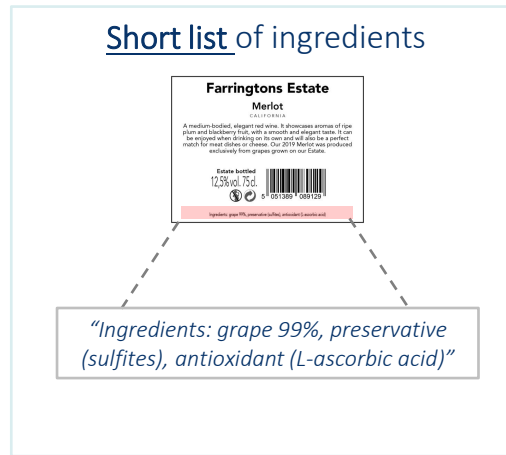 Short list of ingredients
Farringtons Estate
Merlot
CALIFORNIA
A medium-bodied, elegant red wine. It showcases aromas of ripe
plum and blackberry fruit, with a smooth and elegant taste. It can
be enjoyed when drinking on its own and will also be a perfect
match for meat dishes or cheese. Our 2019 Merlot was produced
exclusively from grapes grown on our Estate.
Estate bottled
12,5% vol. 75 cl.
5 051389 089129
Ingredients: grape 99%, preservative (sulfites), antioxidant (L-ascorbic acid)
“Ingredients: grape 99%, preservative
(sulfites), antioxidant (L-ascorbic acid)”